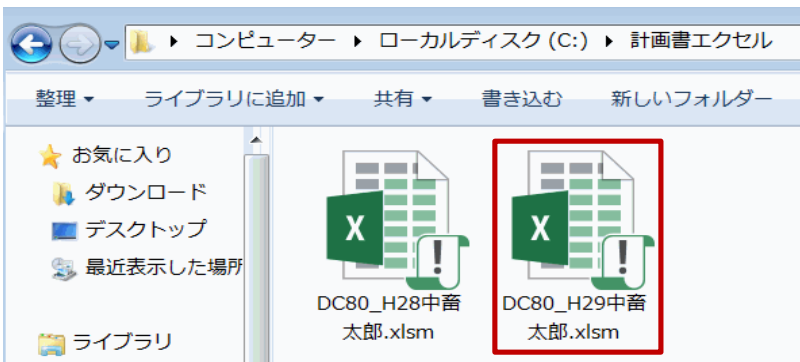 コンピューター ▸ ローカルディスク (C:) ▸ 計画書エクセル
整理 ▾ ライブラリに追加 ▾ 共有 ▾ 書き込む 新しいフォルダー
お気に入り
ダウンロード
デスクトップ
最近表示した場所
ライブラリ
DC80_H28中畜
太郎.xlsm
DC80_H29中畜
太郎.xlsm